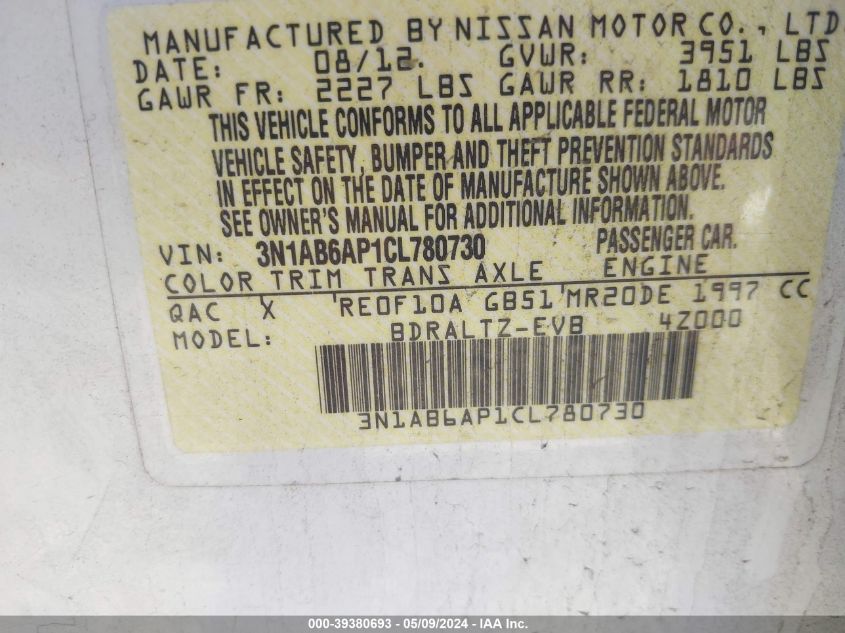 MANUFACTURED BY NISSAN MOTOR CO., LTD.
DATE: 08/12. GVWR: 3951 LBS
GAWR FR: 2227 LBS GAWR RR: 1810 LBS
THIS VEHICLE CONFORMS TO ALL APPLICABLE FEDERAL MOTOR
VEHICLE SAFETY, BUMPER AND THEFT PREVENTION STANDARDS
IN EFFECT ON THE DATE OF MANUFACTURE SHOWN ABOVE.
SEE OWNER'S MANUAL FOR ADDITIONAL INFORMATION.
VIN: 3N1AB6AP1CL780730 PASSENGER CAR.
COLOR TRIM TRANS AXLE ENGINE
QAC X 'RE0F10A GB51'MR20DE 1997 CC
MODEL: BDRALTZ-EVB 4Z000
3N1AB6AP1CL780730
000-39380693 - 05/09/2024 - IAA Inc.